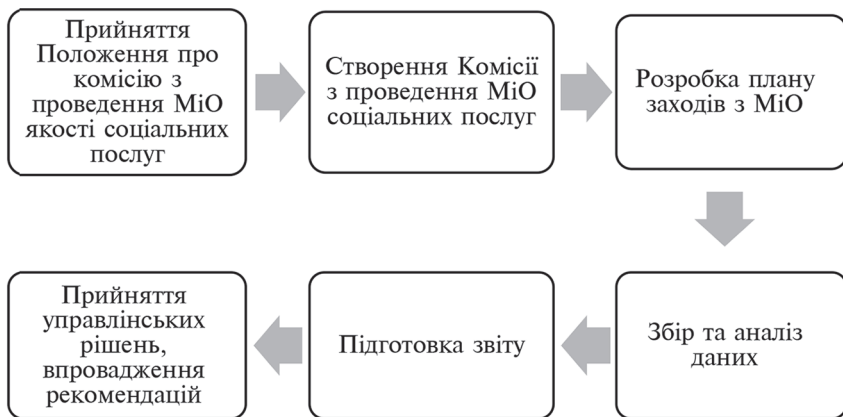 Прийняття
Положення про
комісію з
проведення МіО
якості соціальних
послуг
Створення Комісії
з проведення МіО
соціальних послуг
Розробка плану
заходів з МіО
Збір та аналіз
даних
Підготовка звіту
Прийняття
управлінських
рішень,
впровадження
рекомендацій